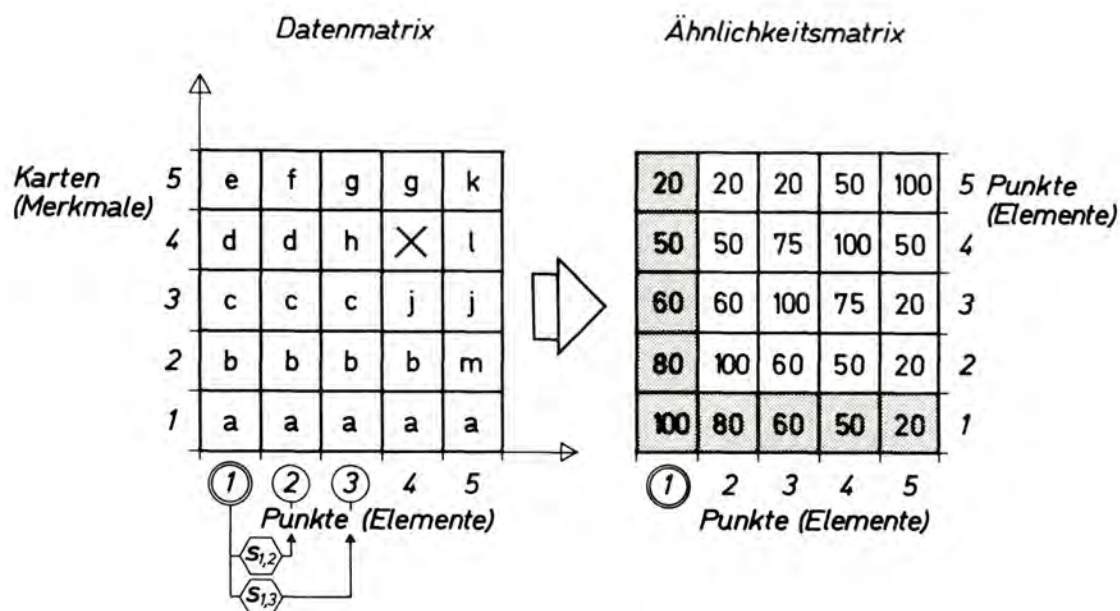 Datenmatrix Ähnlichkeitsmatrix
Karten
(Merkmale)
5 e f g g k
4 d d h X l
3 c c c j j
2 b b b b m
1 a a a a a
1 2 3 4 5
Punkte (Elemente)
S1,2
S1,3
20 20 20 50 100 5 Punkte
(Elemente)
50 50 75 100 50 4
60 60 100 75 20 3
80 100 60 50 20 2
100 80 60 50 20 1
1 2 3 4 5
Punkte (Elemente)